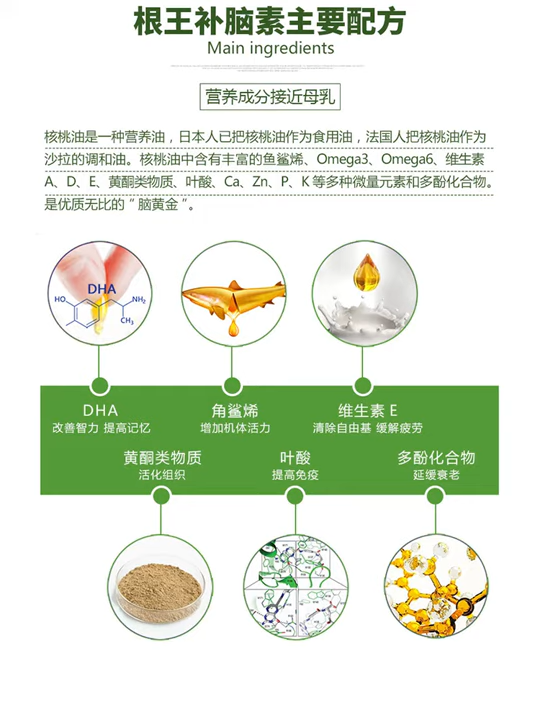 根王补脑素主要配方
Main ingredients
营养成分接近母乳
核桃油是一种营养油，日本人已把核桃油作为食用油，法国人把核桃油作为
沙拉的调和油。核桃油中含有丰富的鱼鲨烯、Omega3、Omega6、维生素
A、D、E、黄酮类物质、叶酸、Ca、Zn、P、K等多种微量元素和多酚化合物。
是优质无比的“脑黄金”。
DHA
HO
NH₂
CH₃
DHA
角鲨烯
维生素 E
改善智力 提高记忆
增加机体活力
清除自由基 缓解疲劳
黄酮类物质
叶酸
多酚化合物
活化组织
提高免疫
延缓衰老